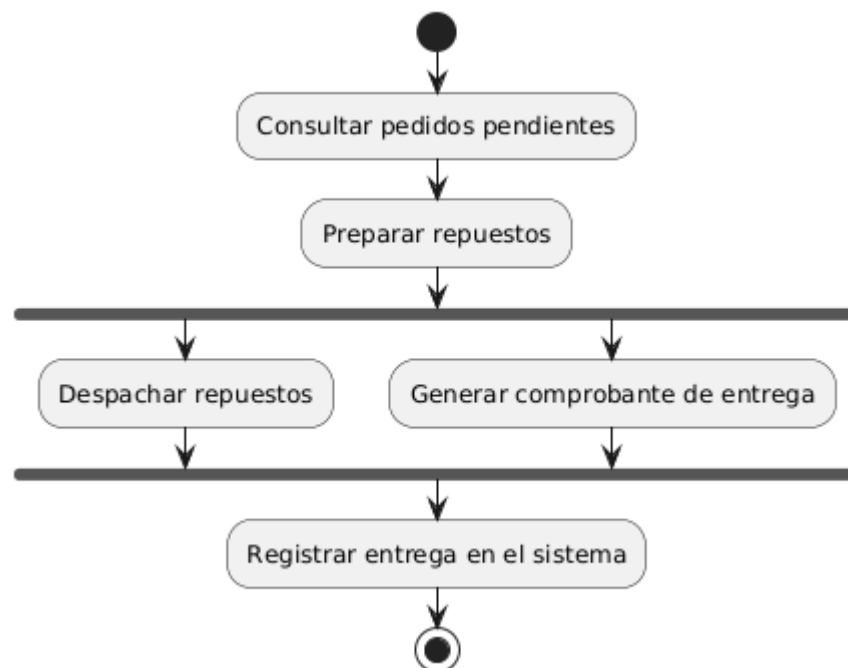 Consultar pedidos pendientes
Preparar repuestos
Despachar repuestos
Generar comprobante de entrega
Registrar entrega en el sistema